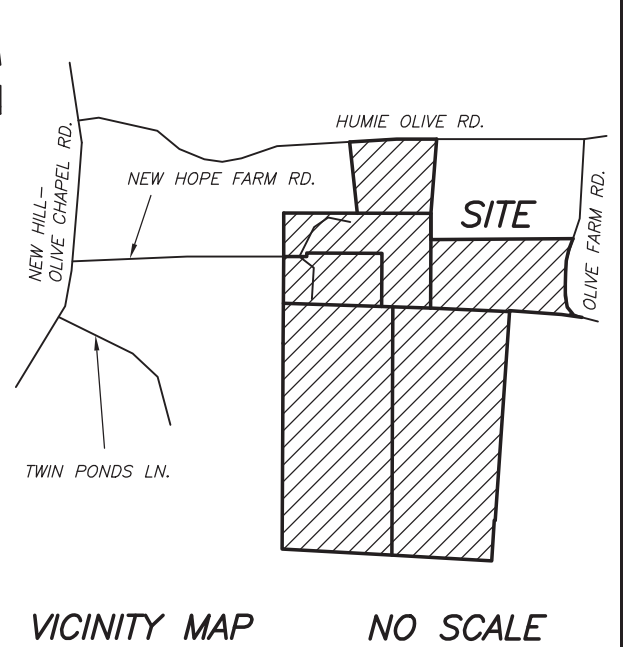 HUMIE OLIVE RD.
NEW HILL-
OLIVE CHAPEL RD.
NEW HOPE FARM RD.
SITE
OLIVE FARM RD.
TWIN PONDS LN.
VICINITY MAP
NO SCALE